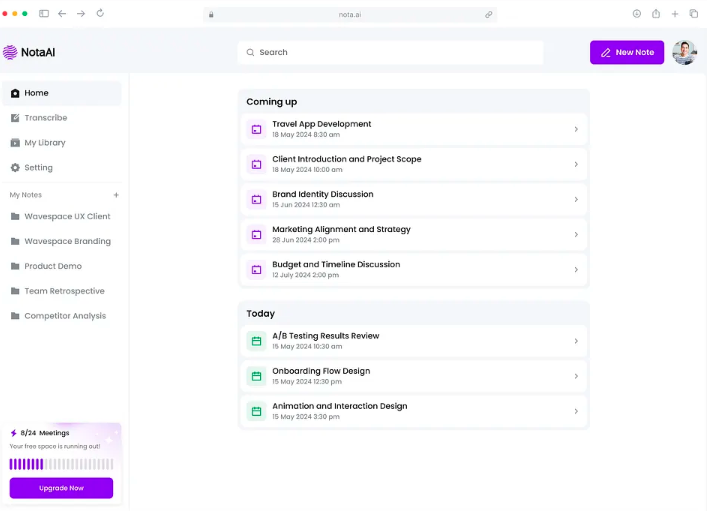 nota.ai
NotaAI
Search
New Note
Home
Transcribe
My Library
Setting
My Notes
Wavespace UX Client
Wavespace Branding
Product Demo
Team Retrospective
Competitor Analysis
8/24 Meetings
Your free space is running out!
Upgrade Now
Coming up
Travel App Development
18 May 2024 8:30 am
Client Introduction and Project Scope
18 May 2024 10:00 am
Brand Identity Discussion
15 Jun 2024 12:30 am
Marketing Alignment and Strategy
28 Jun 2024 2:00 pm
Budget and Timeline Discussion
12 July 2024 2:00 pm
Today
A/B Testing Results Review
15 May 2024 10:30 am
Onboarding Flow Design
15 May 2024 12:30 pm
Animation and Interaction Design
15 May 2024 3:30 pm